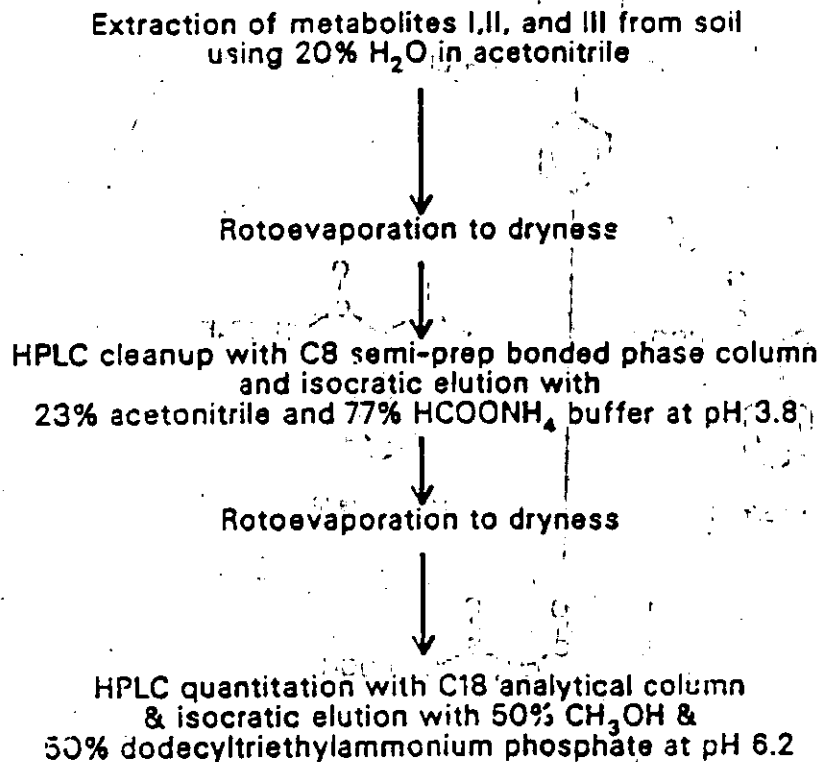 Extraction of metabolites I,II, and III from soil
using 20% H₂O in acetonitrile
Rotoevaporation to dryness
HPLC cleanup with C8 semi-prep bonded phase column
and isocratic elution with
23% acetonitrile and 77% HCOONH₄ buffer at pH 3.8
Rotoevaporation to dryness
HPLC quantitation with C18 analytical column
& isocratic elution with 50% CH₃OH &
50% dodecyltriethylammonium phosphate at pH 6.2